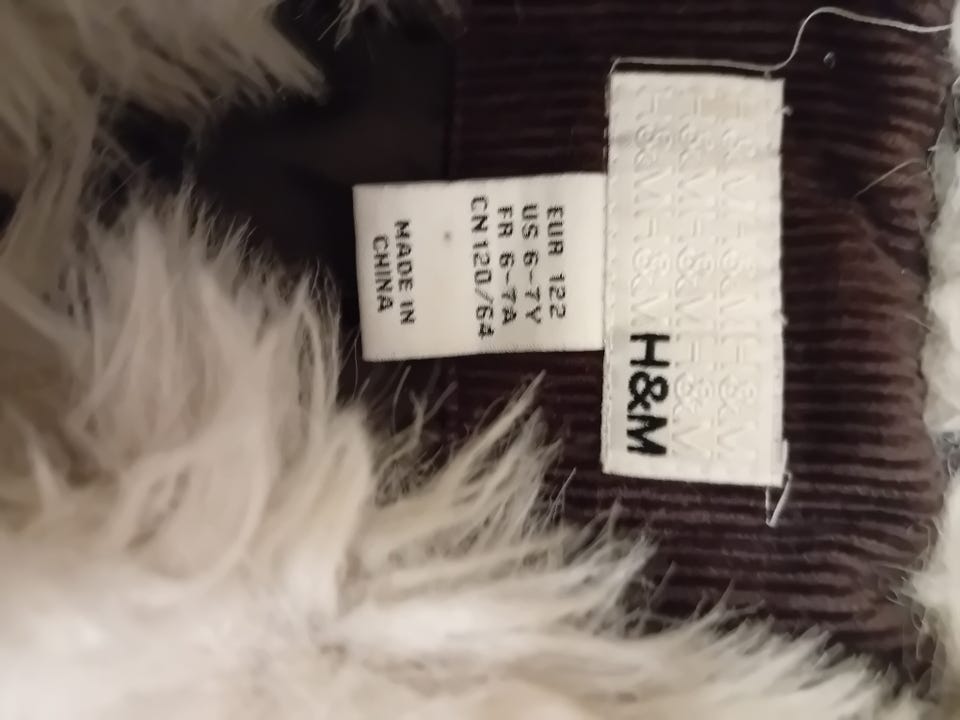 H&M
EUR 122
US 6-7Y
FR 6-7A
CN 120/64
MADE IN
CHINA